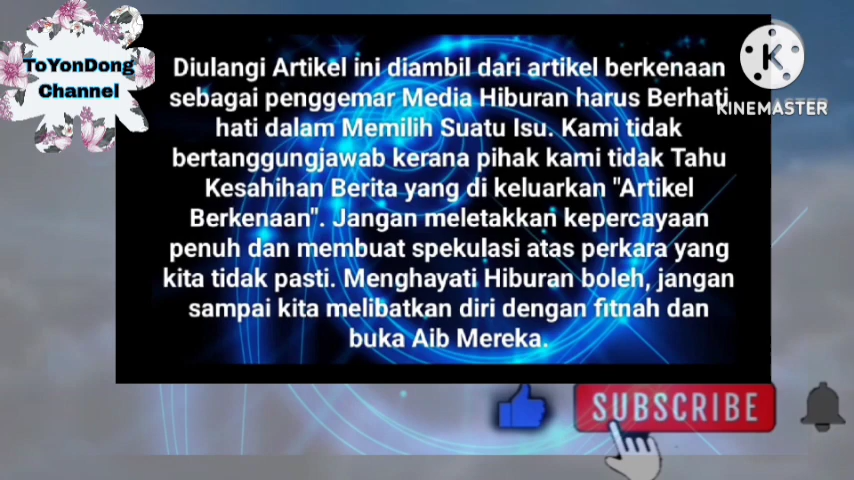 ToYonDong
Channel
KINEMASTER
Diulangi Artikel ini diambil dari artikel berkenaan
sebagai penggemar Media Hiburan harus Berhati
hati dalam Memilih Suatu Isu. Kami tidak
bertanggungjawab kerana pihak kami tidak Tahu
Kesahihan Berita yang di keluarkan "Artikel
Berkenaan". Jangan meletakkan kepercayaan
penuh dan membuat spekulasi atas perkara yang
kita tidak pasti. Menghayati Hiburan boleh, jangan
sampai kita melibatkan diri dengan fitnah dan
buka Aib Mereka.
SUBSCRIBE